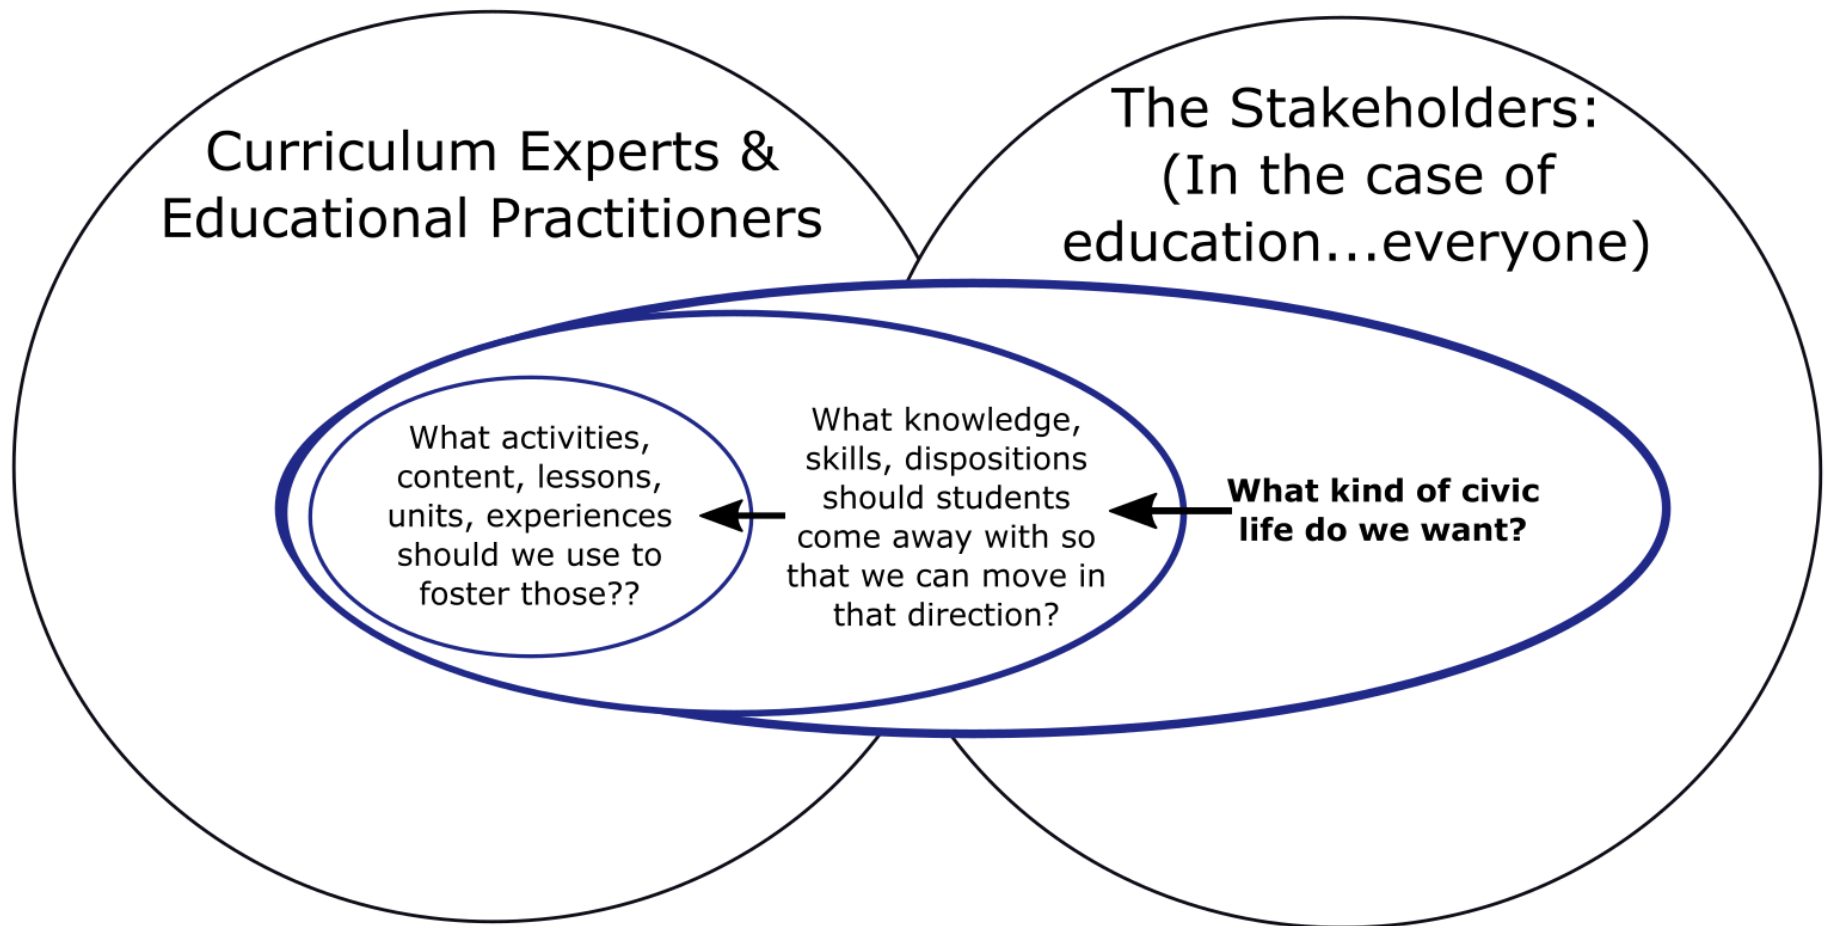 Curriculum Experts &
Educational Practitioners
The Stakeholders:
(In the case of
education...everyone)
What activities,
content, lessons,
units, experiences
should we use to
foster those??
What knowledge,
skills, dispositions
should students
come away with so
that we can move in
that direction?
What kind of civic
life do we want?